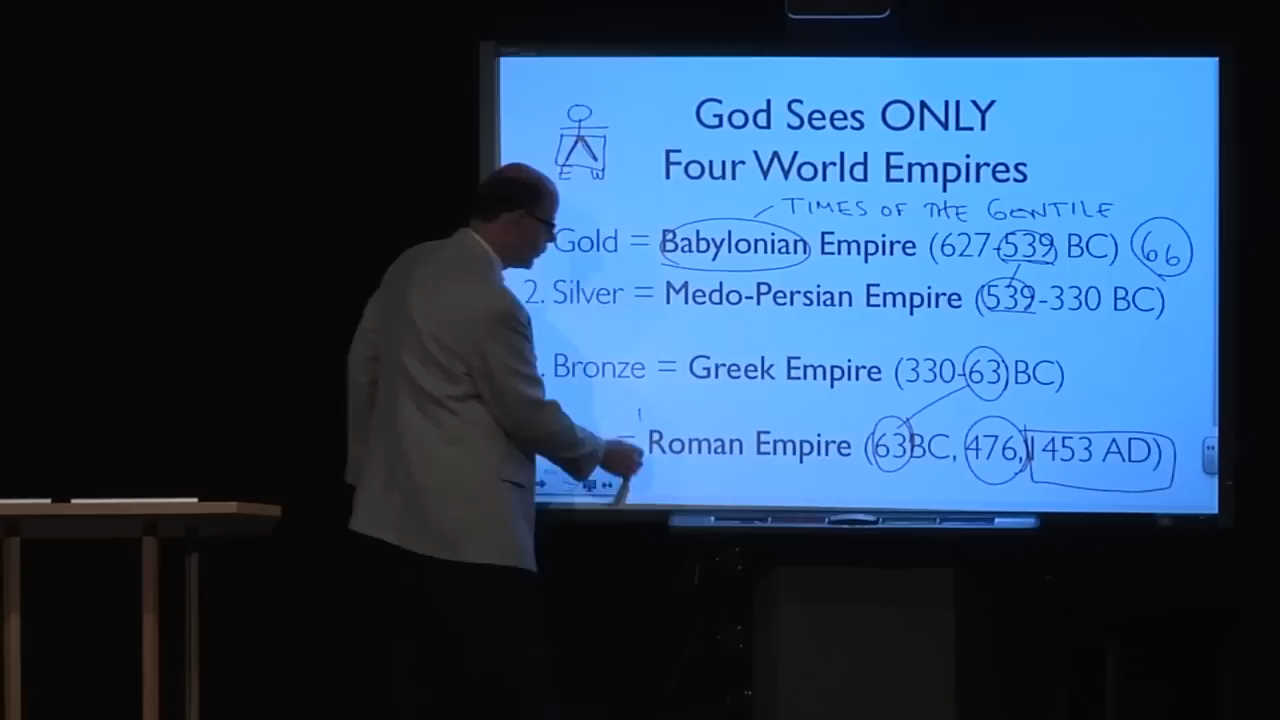 God Sees ONLY
Four World Empires
E W
TIMES OF THE GENTILE
Gold = Babylonian Empire (627-539 BC) 66
2. Silver = Medo-Persian Empire (539-330 BC)
. Bronze = Greek Empire (330-63 BC)
= Roman Empire (63BC, 476, 1453 AD)